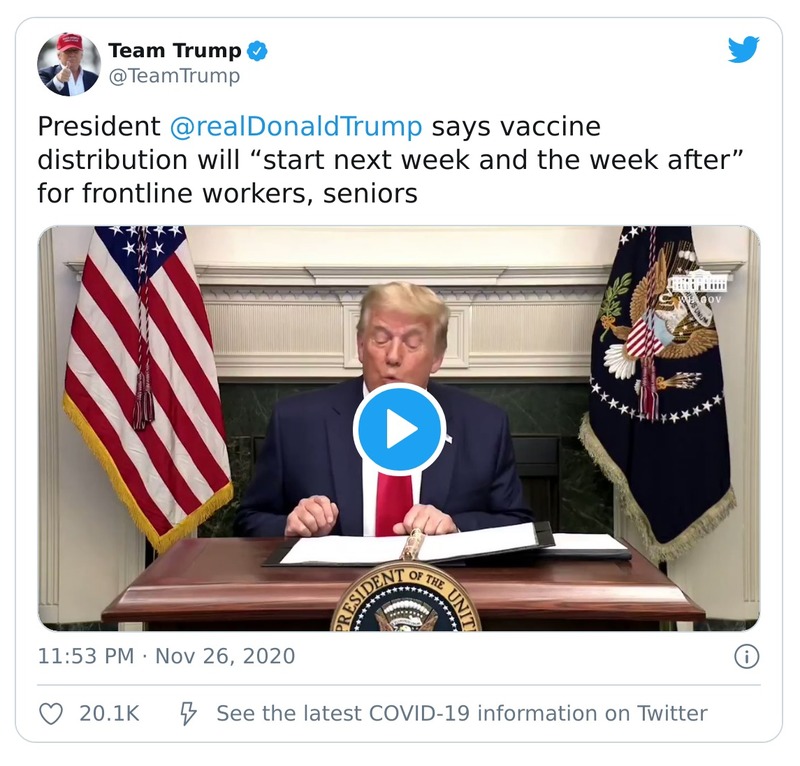 Team Trump
@TeamTrump
President @realDonaldTrump says vaccine
distribution will “start next week and the week after”
for frontline workers, seniors
WH.GOV
PRESIDENT OF THE UNIT
11:53 PM · Nov 26, 2020
20.1K
See the latest COVID-19 information on Twitter